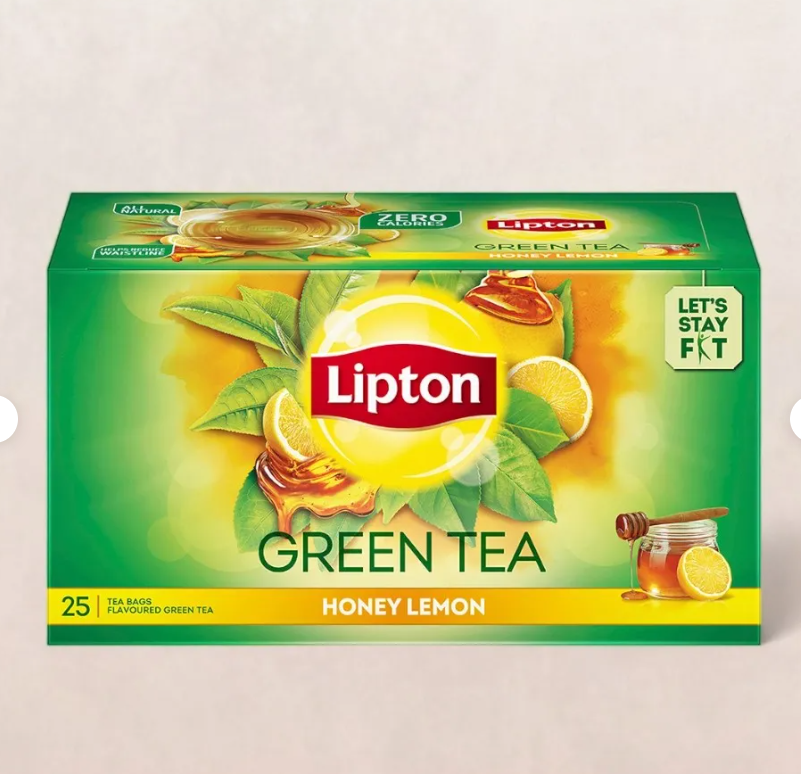 ALL
NATURAL
ZERO
CALORIES
HELPS REDUCE
WAISTLINE
Lipton
GREEN TEA
HONEY LEMON
LET'S
STAY
FIT
Lipton
GREEN TEA
25 TEA BAGS
FLAVOURED GREEN TEA
HONEY LEMON